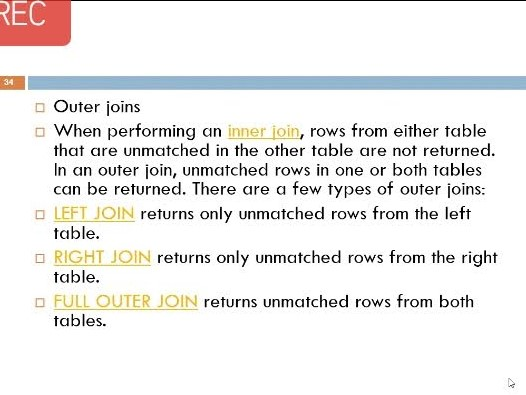 REC
34
Outer joins
When performing an inner join, rows from either table
that are unmatched in the other table are not returned.
In an outer join, unmatched rows in one or both tables
can be returned. There are a few types of outer joins:
LEFT JOIN returns only unmatched rows from the left
table.
RIGHT JOIN returns only unmatched rows from the right
table.
FULL OUTER JOIN returns unmatched rows from both
tables.